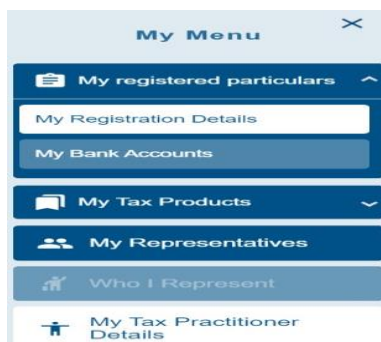 My Menu
My registered particulars
My Registration Details
My Bank Accounts
My Tax Products
My Representatives
Who I Represent
My Tax Practitioner
Details